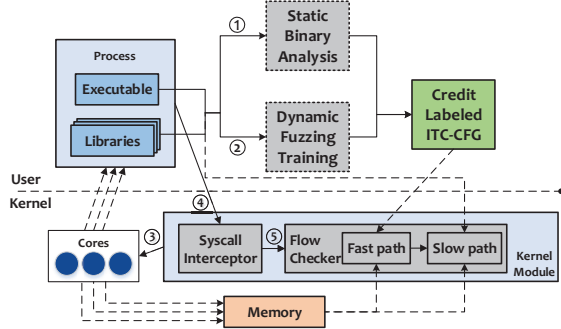 ①
Static
Binary
Analysis
Process
Executable
Libraries
②
Dynamic
Fuzzing
Training
Credit
Labeled
ITC-CFG
User
Kernel
④
③
Cores
Syscall
Interceptor
⑤
Flow
Checker
Fast path
Slow path
Kernel
Module
Memory